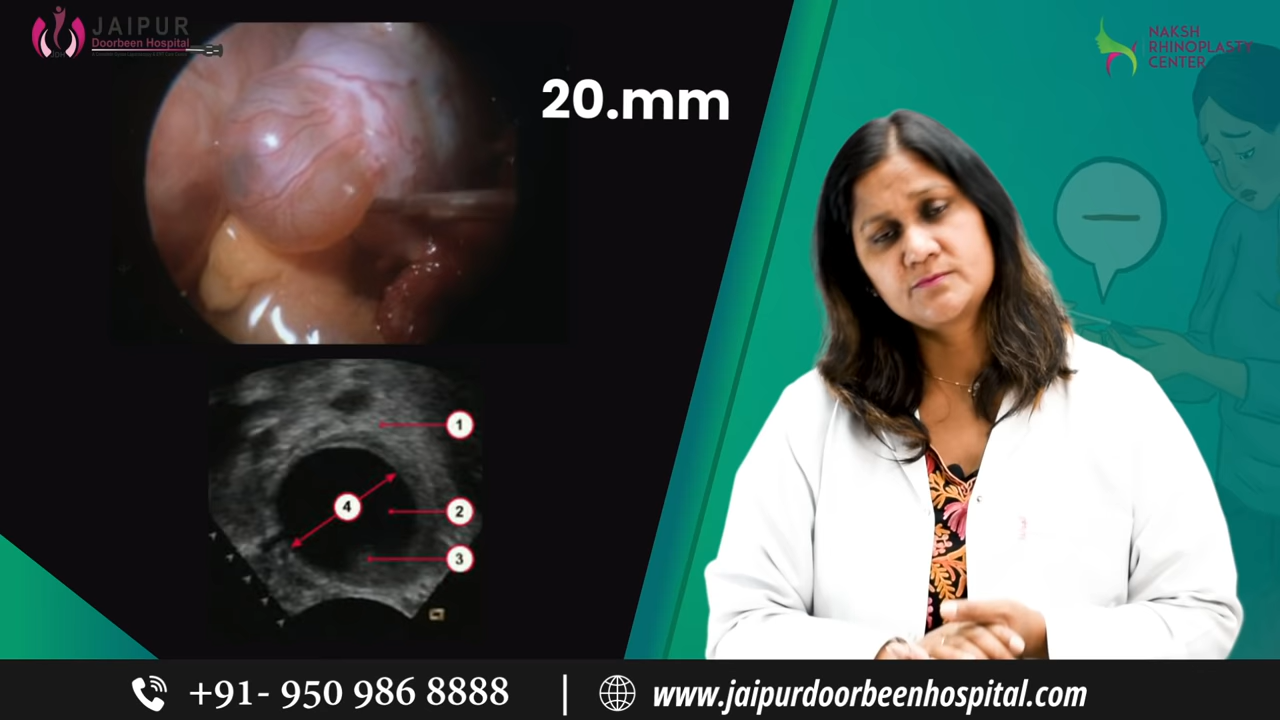 JAIPUR
Doorbeen Hospital
NAKSH
RHINOPLASTY
CENTER
20.mm
1
4
2
3
+91- 950 986 8888
www.jaipurdoorbeenhospital.com